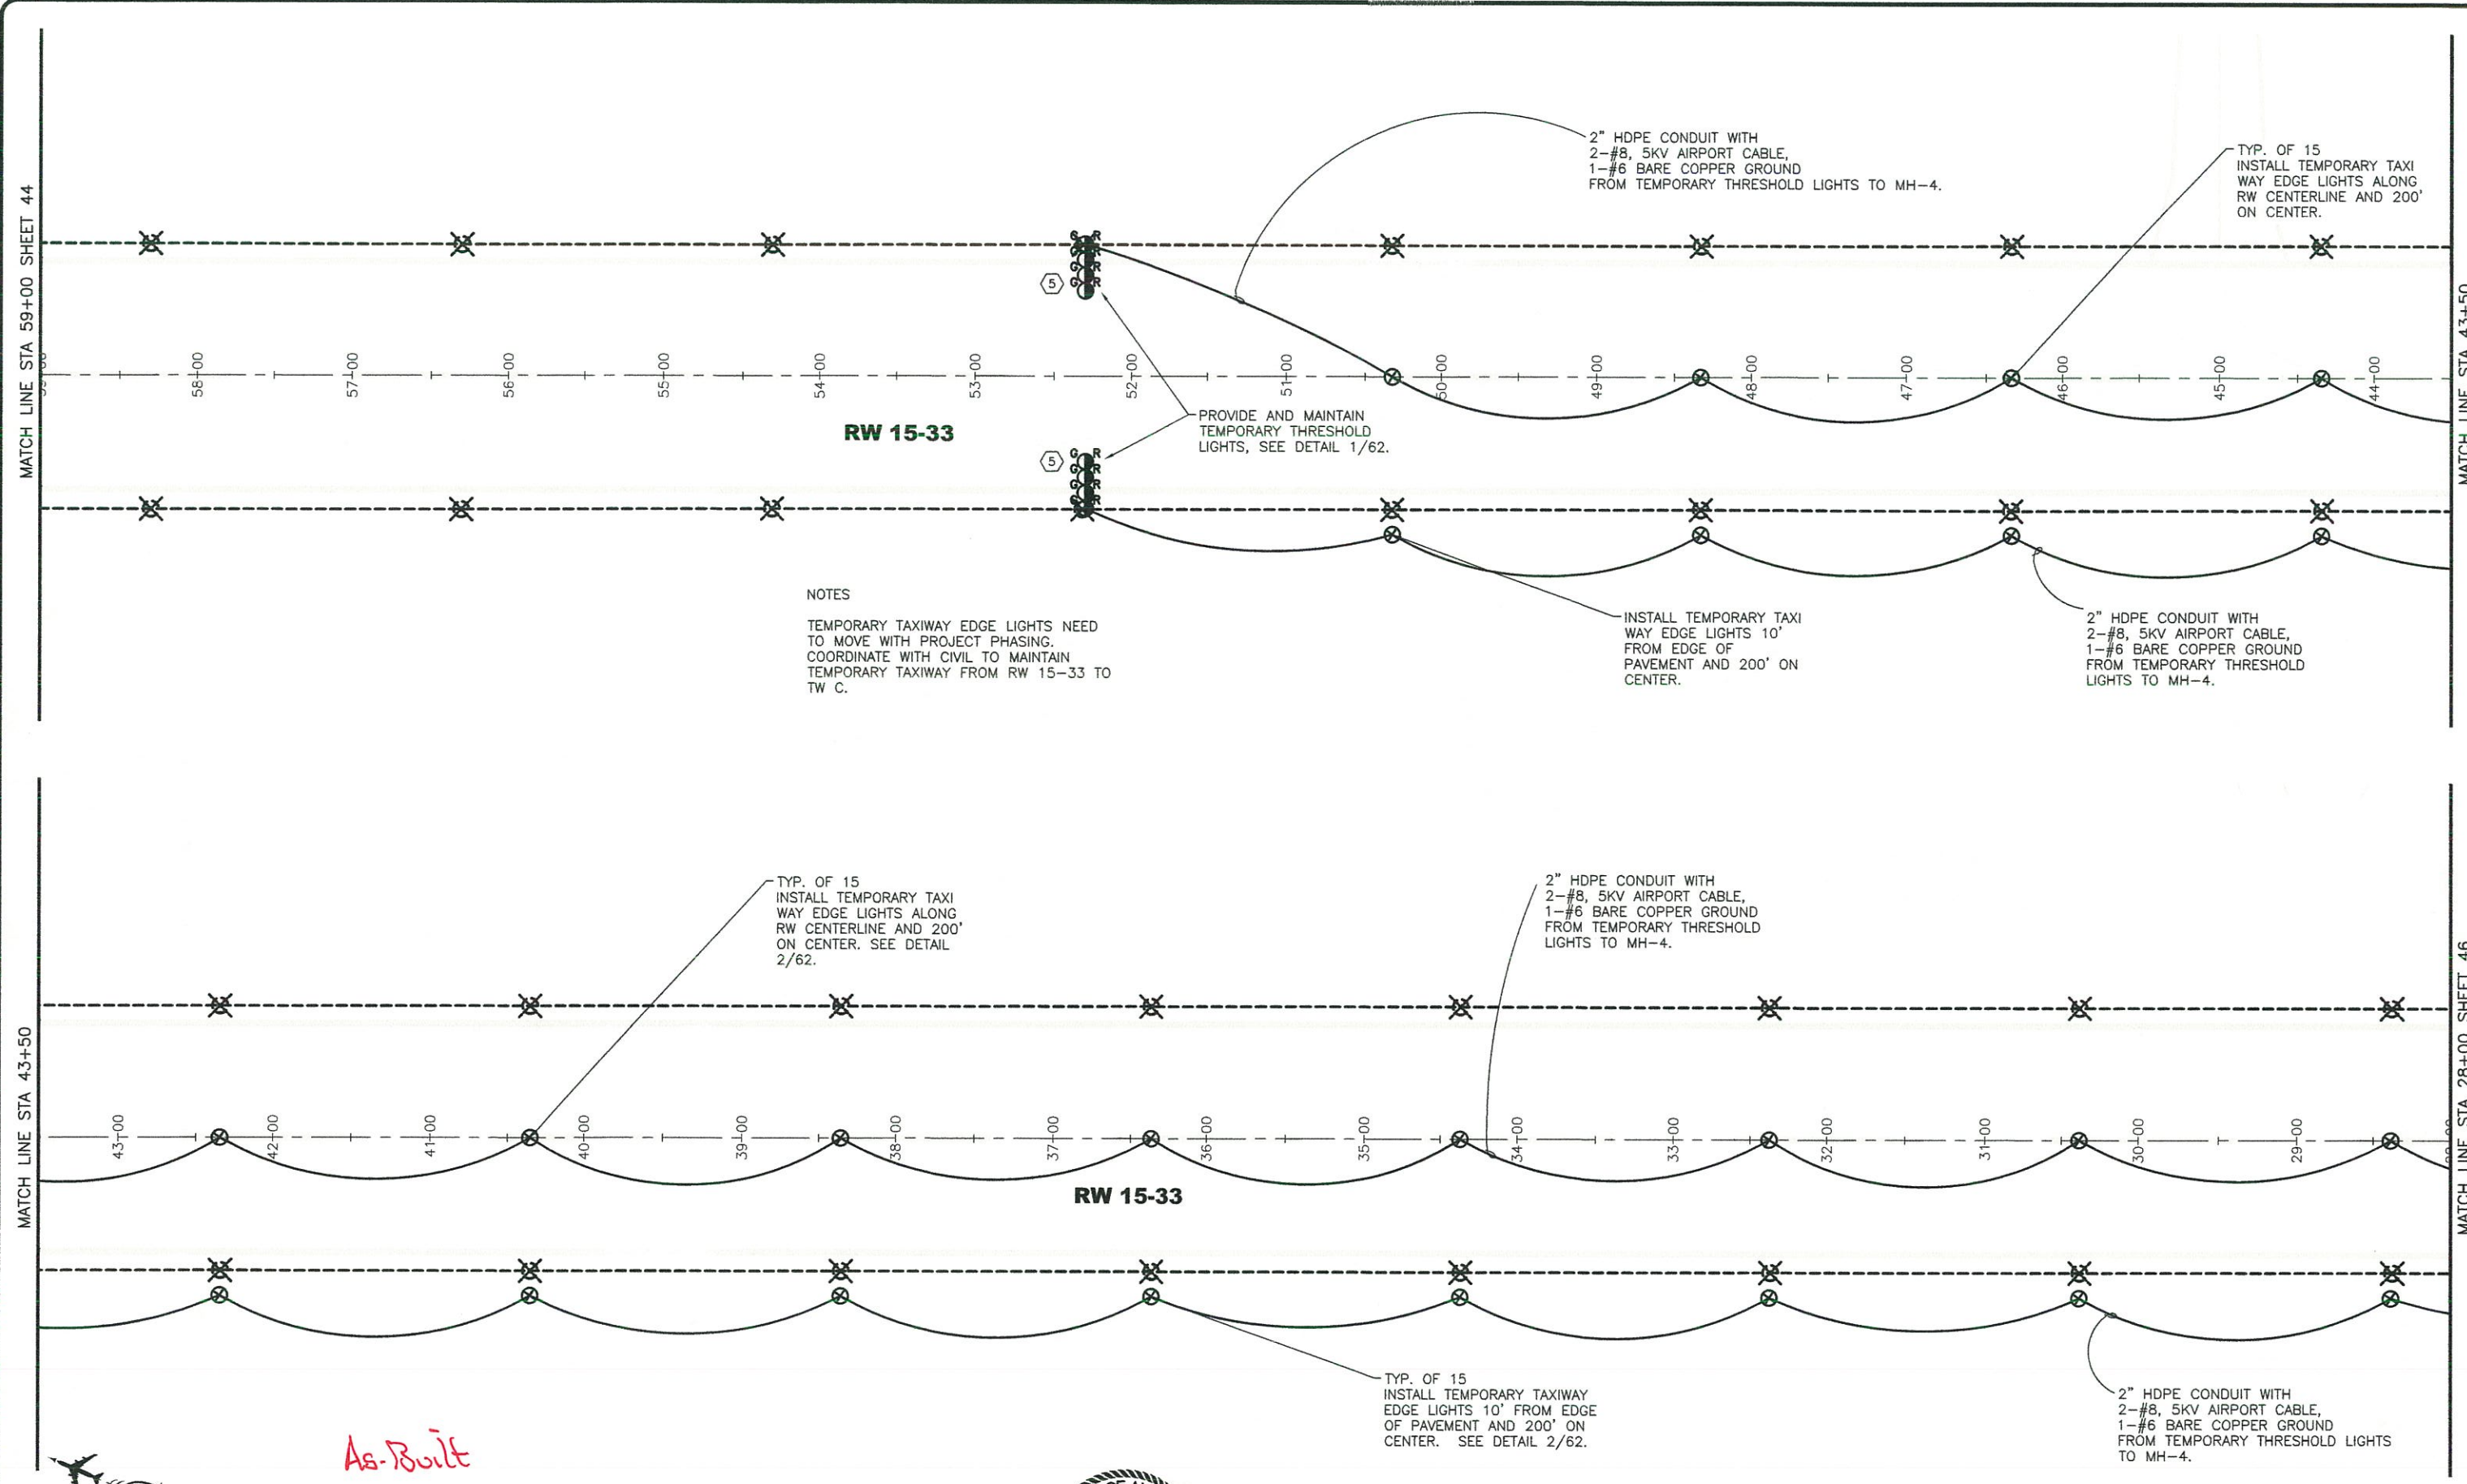 MATCH LINE STA 59+00 SHEET 44
2" HDPE CONDUIT WITH
2-#8, 5KV AIRPORT CABLE,
1-#6 BARE COPPER GROUND
FROM TEMPORARY THRESHOLD LIGHTS TO MH-4.
TYP. OF 15
INSTALL TEMPORARY TAXI
WAY EDGE LIGHTS ALONG
RW CENTERLINE AND 200'
ON CENTER.
G R
G R
G R
G R
5
58+00 57+00 56+00 55+00 54+00 53+00 52+00 51+00 50+00 49+00 48+00 47+00 46+00 45+00 44+00
MATCH LINE STA 43+50
RW 15-33
PROVIDE AND MAINTAIN
TEMPORARY THRESHOLD
LIGHTS, SEE DETAIL 1/62.
5
G R
G R
G R
G R
NOTES
TEMPORARY TAXIWAY EDGE LIGHTS NEED
TO MOVE WITH PROJECT PHASING.
COORDINATE WITH CIVIL TO MAINTAIN
TEMPORARY TAXIWAY FROM RW 15-33 TO
TW C.
INSTALL TEMPORARY TAXI
WAY EDGE LIGHTS 10'
FROM EDGE OF
PAVEMENT AND 200' ON
CENTER.
2" HDPE CONDUIT WITH
2-#8, 5KV AIRPORT CABLE,
1-#6 BARE COPPER GROUND
FROM TEMPORARY THRESHOLD
LIGHTS TO MH-4.
MATCH LINE STA 43+50
TYP. OF 15
INSTALL TEMPORARY TAXI
WAY EDGE LIGHTS ALONG
RW CENTERLINE AND 200'
ON CENTER. SEE DETAIL
2/62.
2" HDPE CONDUIT WITH
2-#8, 5KV AIRPORT CABLE,
1-#6 BARE COPPER GROUND
FROM TEMPORARY THRESHOLD
LIGHTS TO MH-4.
43+00 42+00 41+00 40+00 39+00 38+00 37+00 36+00 35+00 34+00 33+00 32+00 31+00 30+00 29+00
MATCH LINE STA 28+00 SHEET 46
RW 15-33
TYP. OF 15
INSTALL TEMPORARY TAXIWAY
EDGE LIGHTS 10' FROM EDGE
OF PAVEMENT AND 200' ON
CENTER. SEE DETAIL 2/62.
2" HDPE CONDUIT WITH
2-#8, 5KV AIRPORT CABLE,
1-#6 BARE COPPER GROUND
FROM TEMPORARY THRESHOLD LIGHTS
TO MH-4.
As-Built